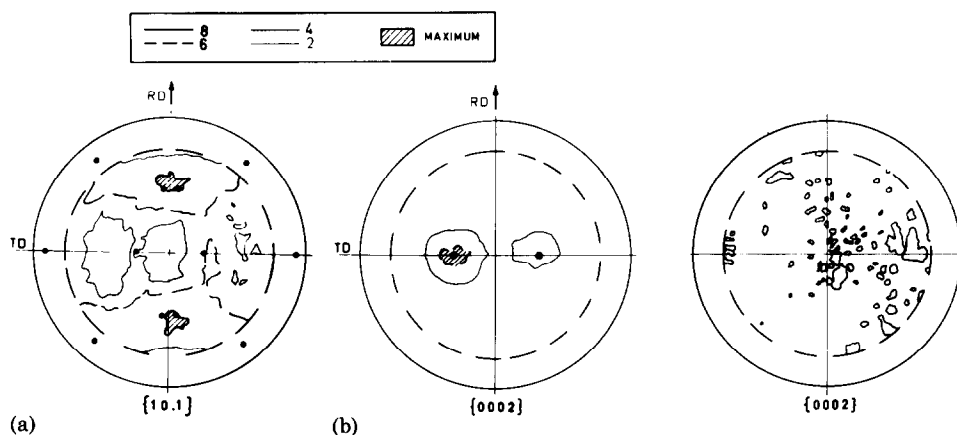 8 4
6 2 MAXIMUM
RD
RD
TD
TD
{10.1}
{0002}
{0002}
(a)
(b)